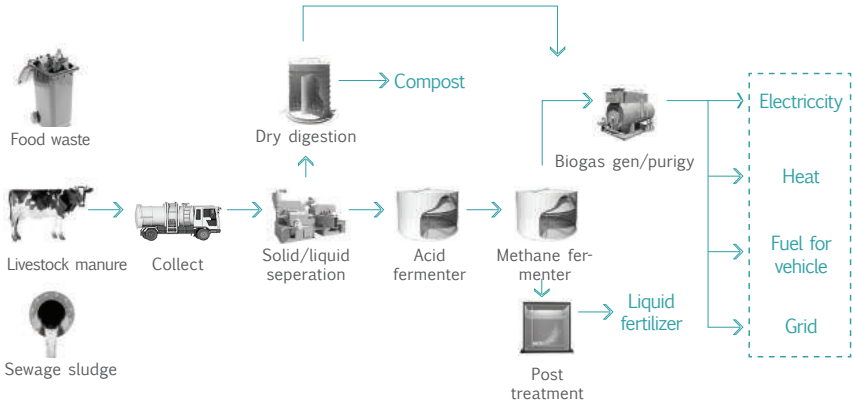 Food waste
Livestock manure
Sewage sludge
Collect
Dry digestion
Compost
Solid/liquid
seperation
Acid
fermenter
Methane fer-
menter
Post
treatment
Liquid
fertilizer
Biogas gen/purigy
Electriccity
Heat
Fuel for
vehicle
Grid